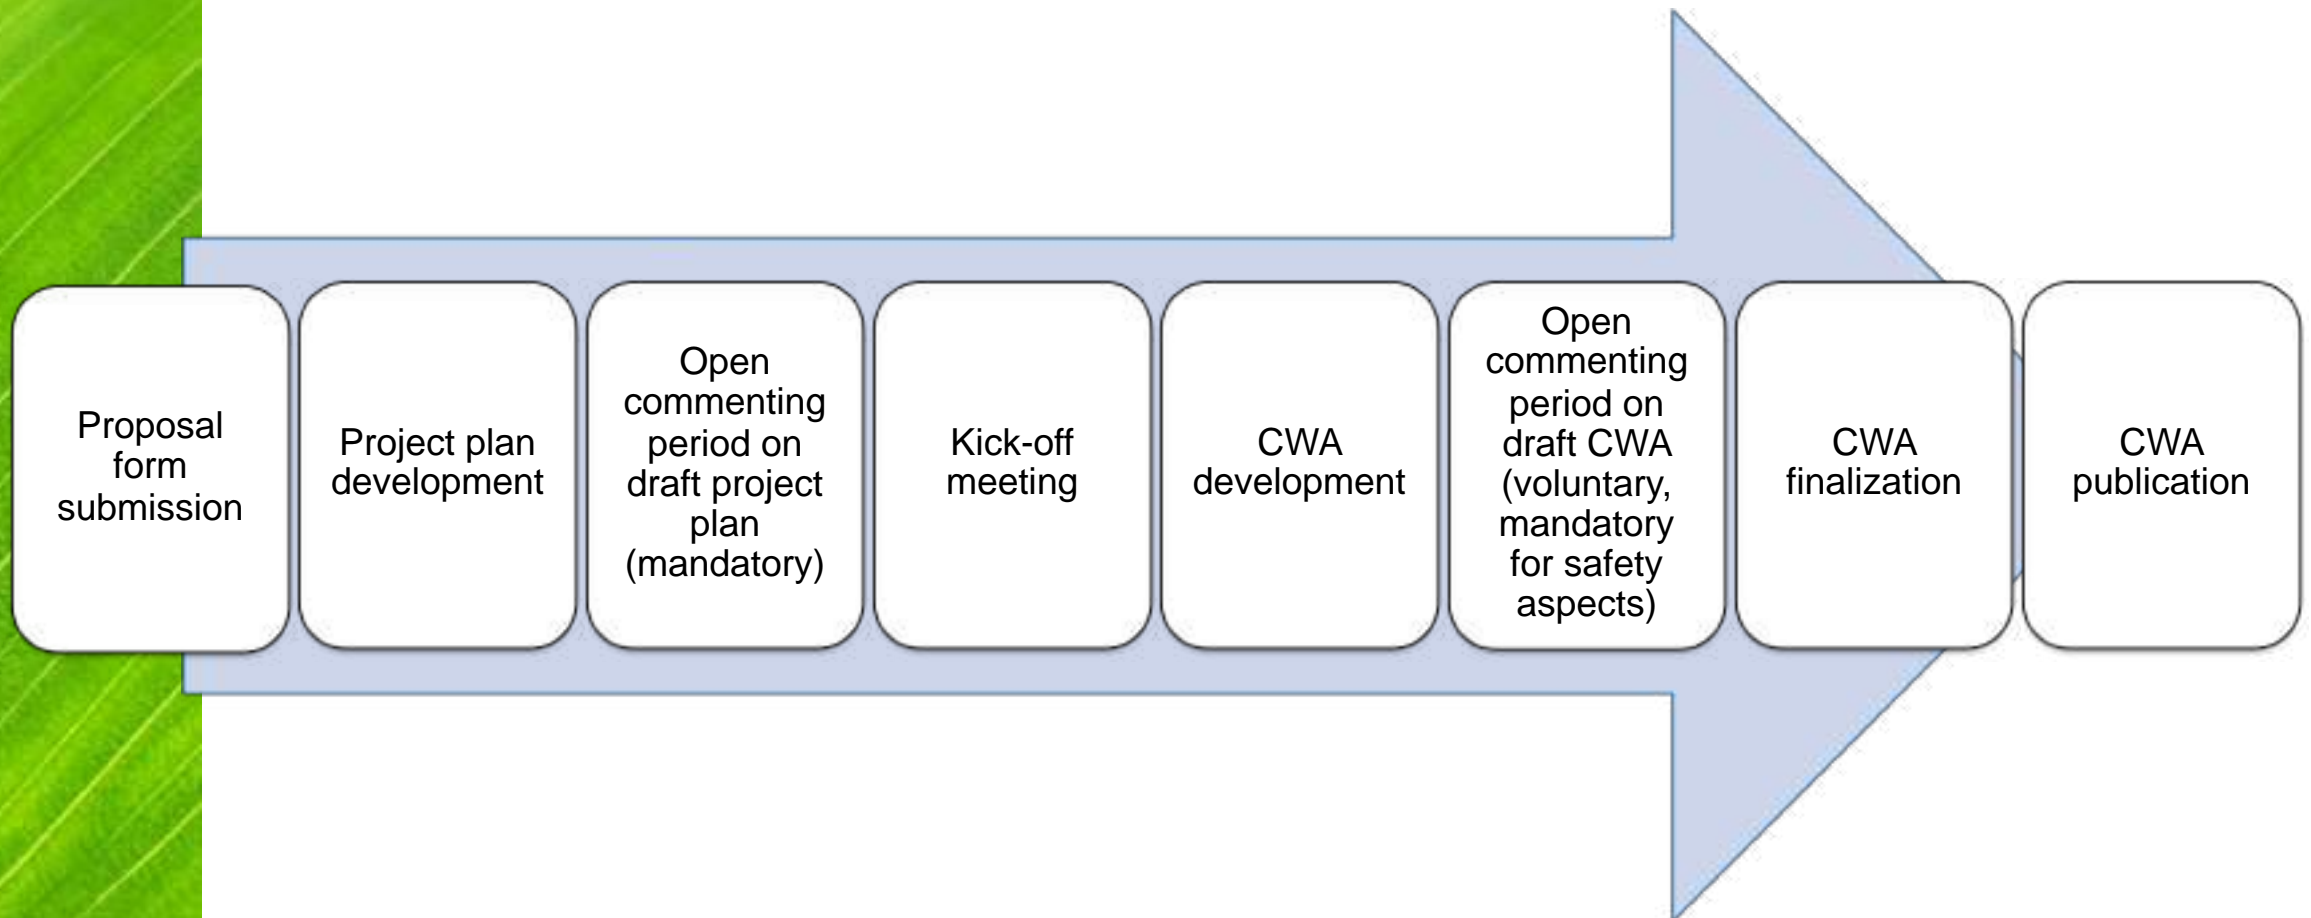 Proposal
form
submission
Project plan
development
Open
commenting
period on
draft project
plan
(mandatory)
Kick-off
meeting
CWA
development
Open
commenting
period on
draft CWA
(voluntary,
mandatory
for safety
aspects)
CWA
finalization
CWA
publication